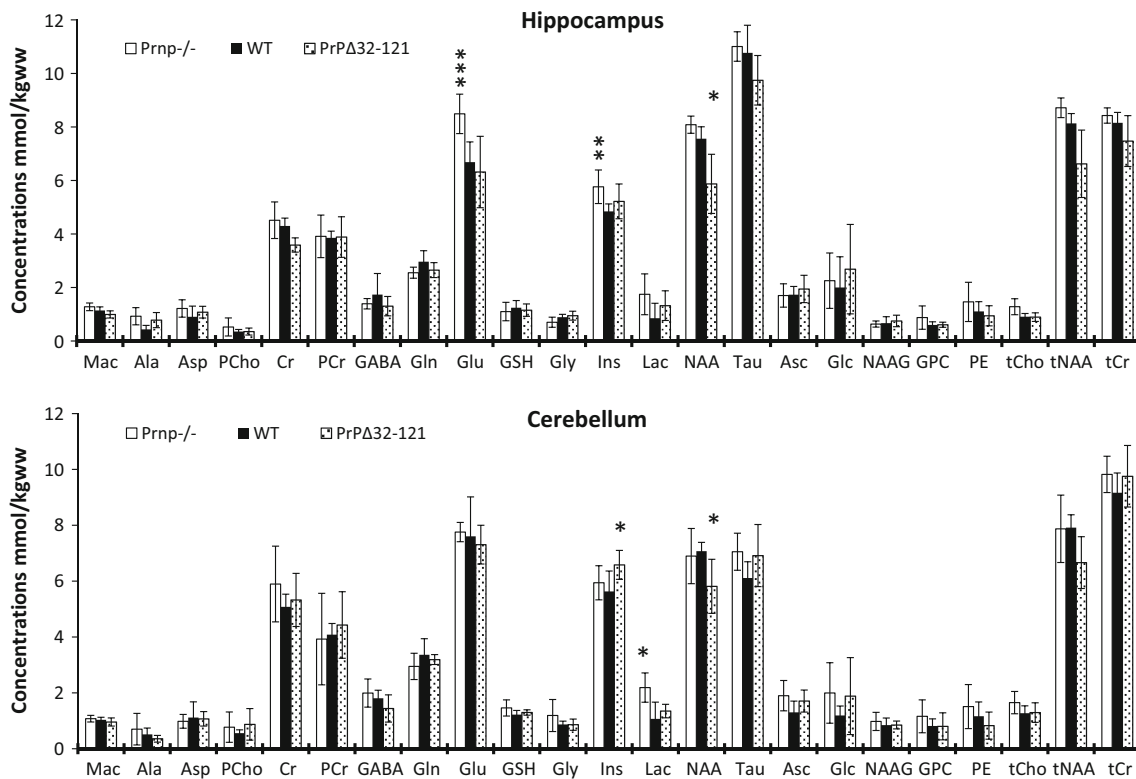 Hippocampus
Prnp-/- WT PrPΔ32-121
Concentrations mmol/kgww
12
10
8
6
4
2
0
***
**
*
Mac Ala Asp PCho Cr PCr GABA Gln Glu GSH Gly Ins Lac NAA Tau Asc Glc NAAG GPC PE tCho tNAA tCr
Cerebellum
Prnp-/- WT PrPΔ32-121
Concentrations mmol/kgww
12
10
8
6
4
2
0
*
*
*
Mac Ala Asp PCho Cr PCr GABA Gln Glu GSH Gly Ins Lac NAA Tau Asc Glc NAAG GPC PE tCho tNAA tCr